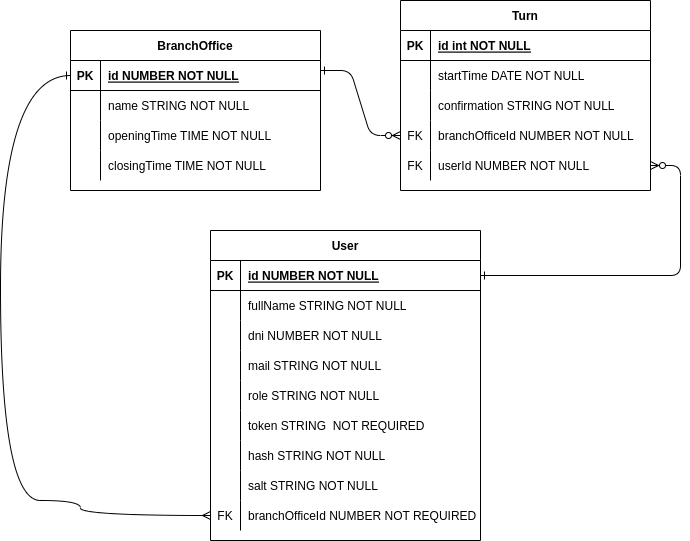 BranchOffice
PK id NUMBER NOT NULL
name STRING NOT NULL
openingTime TIME NOT NULL
closingTime TIME NOT NULL
Turn
PK id int NOT NULL
startTime DATE NOT NULL
confirmation STRING NOT NULL
FK branchOfficeId NUMBER NOT NULL
FK userId NUMBER NOT NULL
User
PK id NUMBER NOT NULL
fullName STRING NOT NULL
dni NUMBER NOT NULL
mail STRING NOT NULL
role STRING NOT NULL
token STRING  NOT REQUIRED
hash STRING NOT NULL
salt STRING NOT NULL
FK branchOfficeId NUMBER NOT REQUIRED